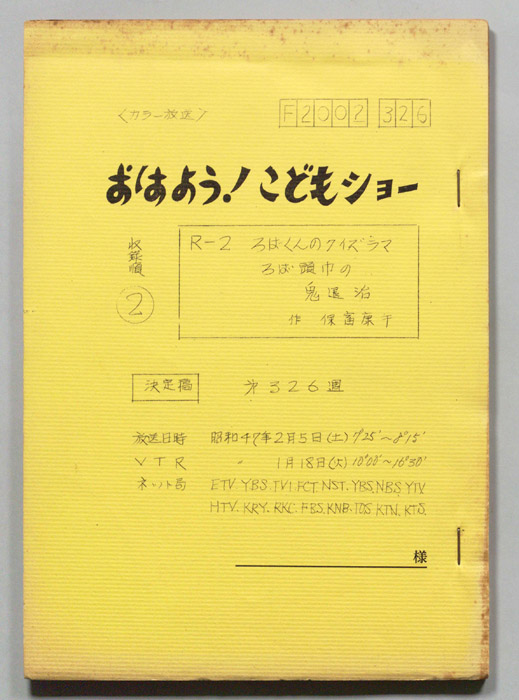 〈カラー放送〉
F2002 326
おはよう!こどもショー
収録順
②
R-2 ろばくんのクイズドラマ
ろば頭巾の
鬼退治
作 保富康午
決定稿 第326週
放送日時 昭和47年2月5日(土)7°25'~8°15'
VTR 〃 1月18日(火)10°00'~16°30'
ネット局 ETV. YBS. TVI. FCT. NST. YBS. NBS. YTV.
HTV. KRY. RKC. FBS. KNB. TOS. KTN. KTS.
様